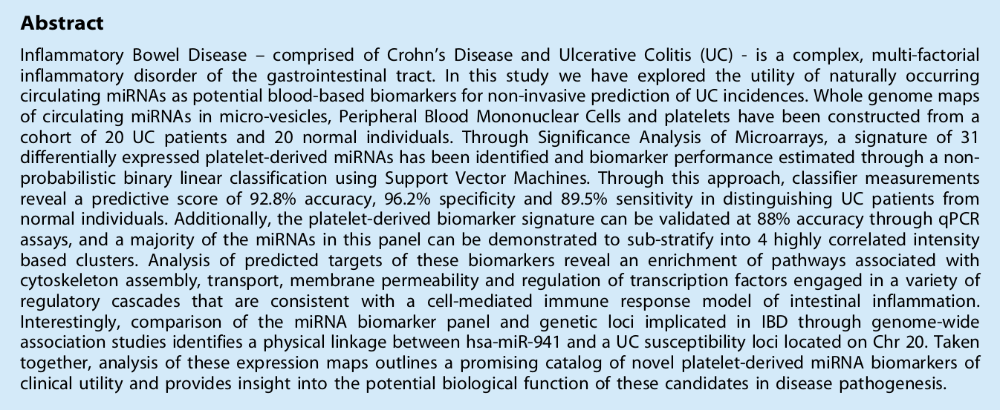 Abstract
Inflammatory Bowel Disease – comprised of Crohn's Disease and Ulcerative Colitis (UC) - is a complex, multi-factorial
inflammatory disorder of the gastrointestinal tract. In this study we have explored the utility of naturally occurring
circulating miRNAs as potential blood-based biomarkers for non-invasive prediction of UC incidences. Whole genome maps
of circulating miRNAs in micro-vesicles, Peripheral Blood Mononuclear Cells and platelets have been constructed from a
cohort of 20 UC patients and 20 normal individuals. Through Significance Analysis of Microarrays, a signature of 31
differentially expressed platelet-derived miRNAs has been identified and biomarker performance estimated through a non-
probabilistic binary linear classification using Support Vector Machines. Through this approach, classifier measurements
reveal a predictive score of 92.8% accuracy, 96.2% specificity and 89.5% sensitivity in distinguishing UC patients from
normal individuals. Additionally, the platelet-derived biomarker signature can be validated at 88% accuracy through qPCR
assays, and a majority of the miRNAs in this panel can be demonstrated to sub-stratify into 4 highly correlated intensity
based clusters. Analysis of predicted targets of these biomarkers reveal an enrichment of pathways associated with
cytoskeleton assembly, transport, membrane permeability and regulation of transcription factors engaged in a variety of
regulatory cascades that are consistent with a cell-mediated immune response model of intestinal inflammation.
Interestingly, comparison of the miRNA biomarker panel and genetic loci implicated in IBD through genome-wide
association studies identifies a physical linkage between hsa-miR-941 and a UC susceptibility loci located on Chr 20. Taken
together, analysis of these expression maps outlines a promising catalog of novel platelet-derived miRNA biomarkers of
clinical utility and provides insight into the potential biological function of these candidates in disease pathogenesis.